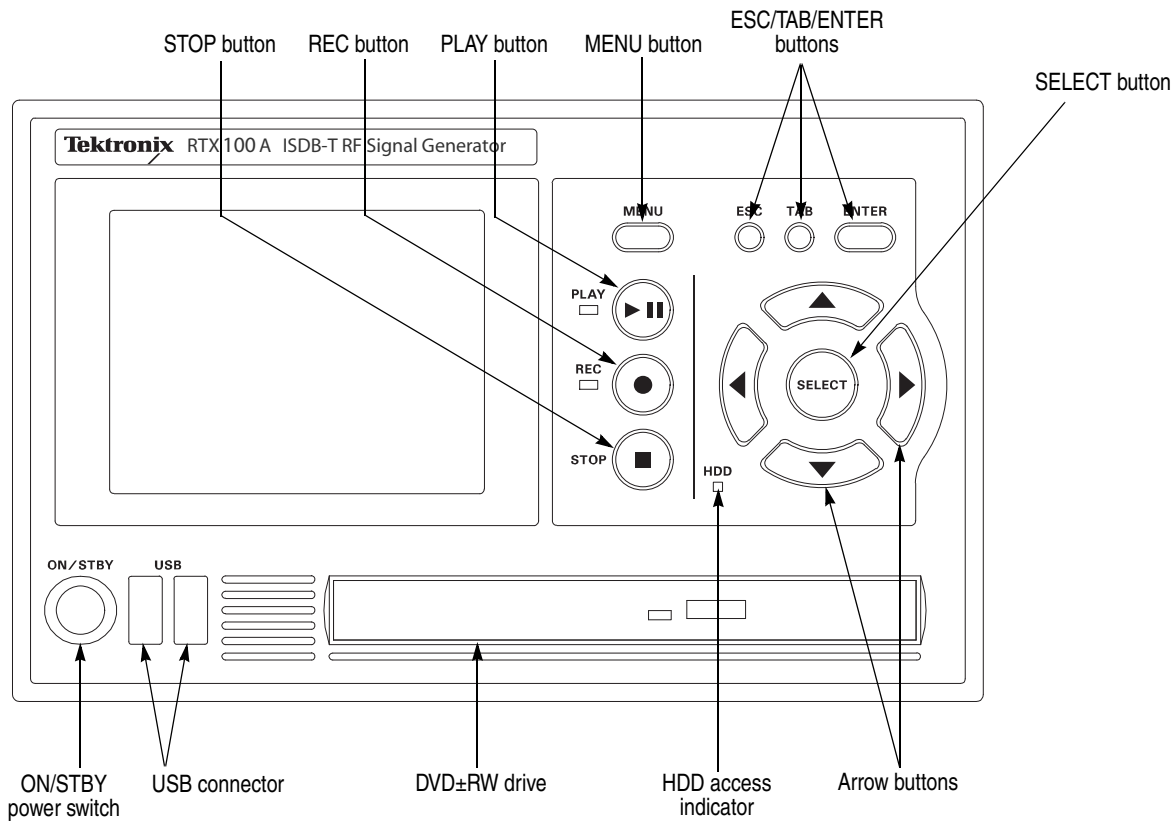 ESC/TAB/ENTER
buttons
STOP button
REC button
PLAY button
MENU button
SELECT button
Tektronix RTX 100 A ISDB-T RF Signal Generator
MENU
ESC
TAB
ENTER
PLAY
REC
SELECT
STOP
HDD
ON/STBY
USB
ON/STBY
power switch
USB connector
DVD±RW drive
HDD access
indicator
Arrow buttons